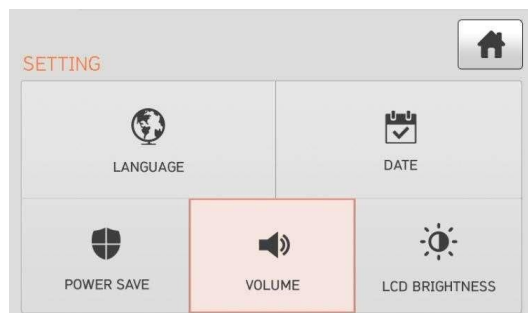 SETTING
LANGUAGE
DATE
POWER SAVE
VOLUME
LCD BRIGHTNESS